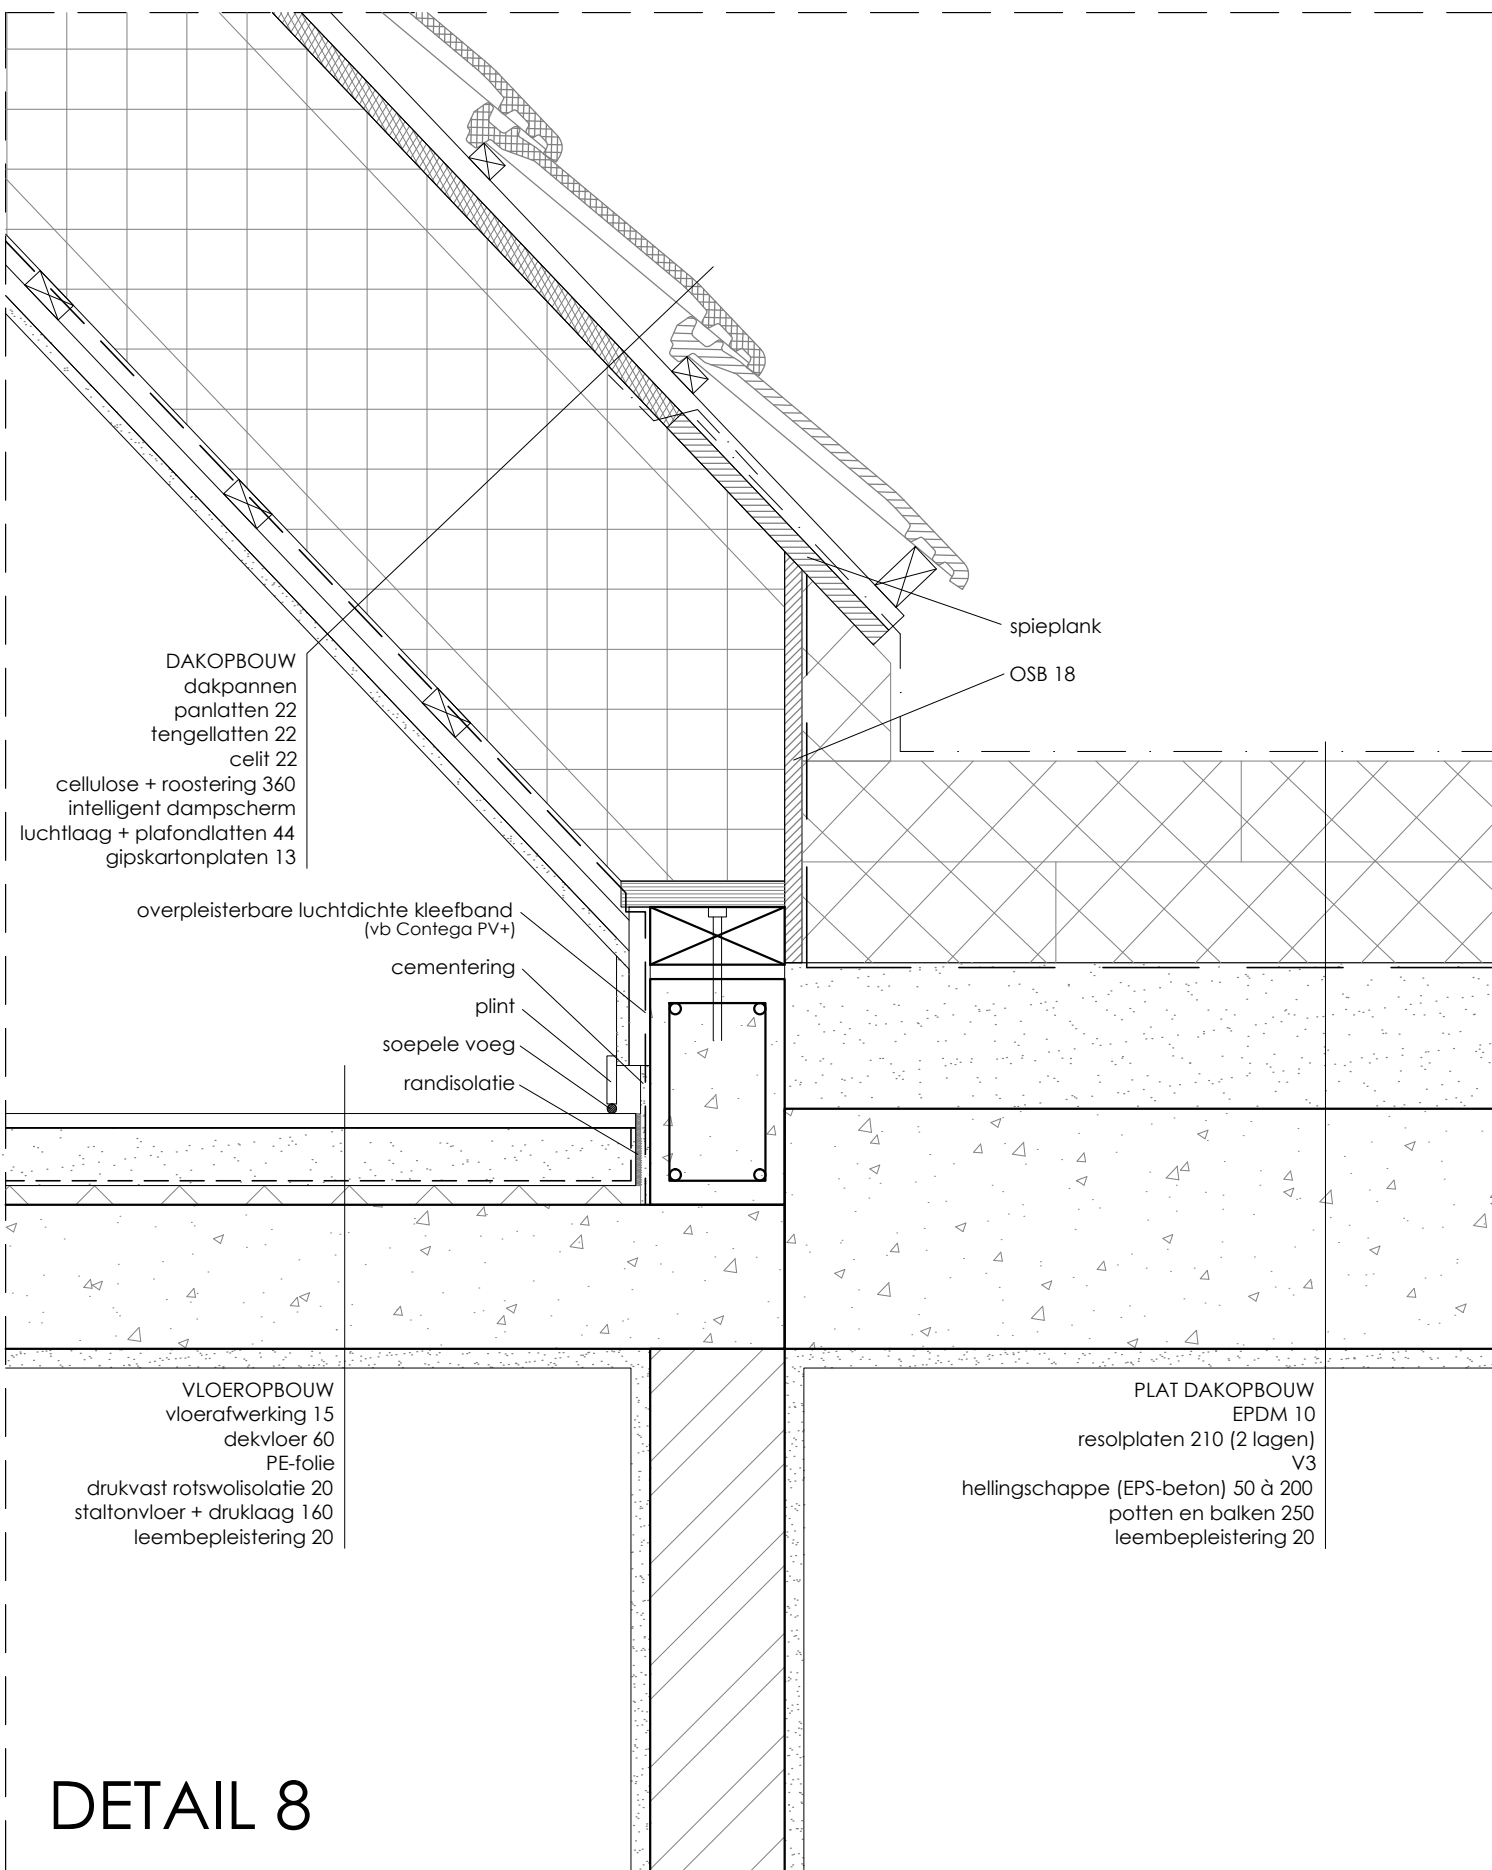 spieplank
OSB 18
DAKOPBOUW
dakpannen
panlatten 22
tengellatten 22
celit 22
cellulose + roostering 360
intelligent dampscherm
luchtlaag + plafondlatten 44
gipskartonplaten 13
overpleisterbare luchtdichte kleefband
(vb Contega PV+)
cementering
plint
soepele voeg
randisolatie
VLOEROPBOUW
vloerafwerking 15
dekvloer 60
PE-folie
drukvast rotswolisolatie 20
staltonvloer + druklaag 160
leembepleistering 20
PLAT DAKOPBOUW
EPDM 10
resolplaten 210 (2 lagen)
V3
hellingschappe (EPS-beton) 50 à 200
potten en balken 250
leembepleistering 20
DETAIL 8